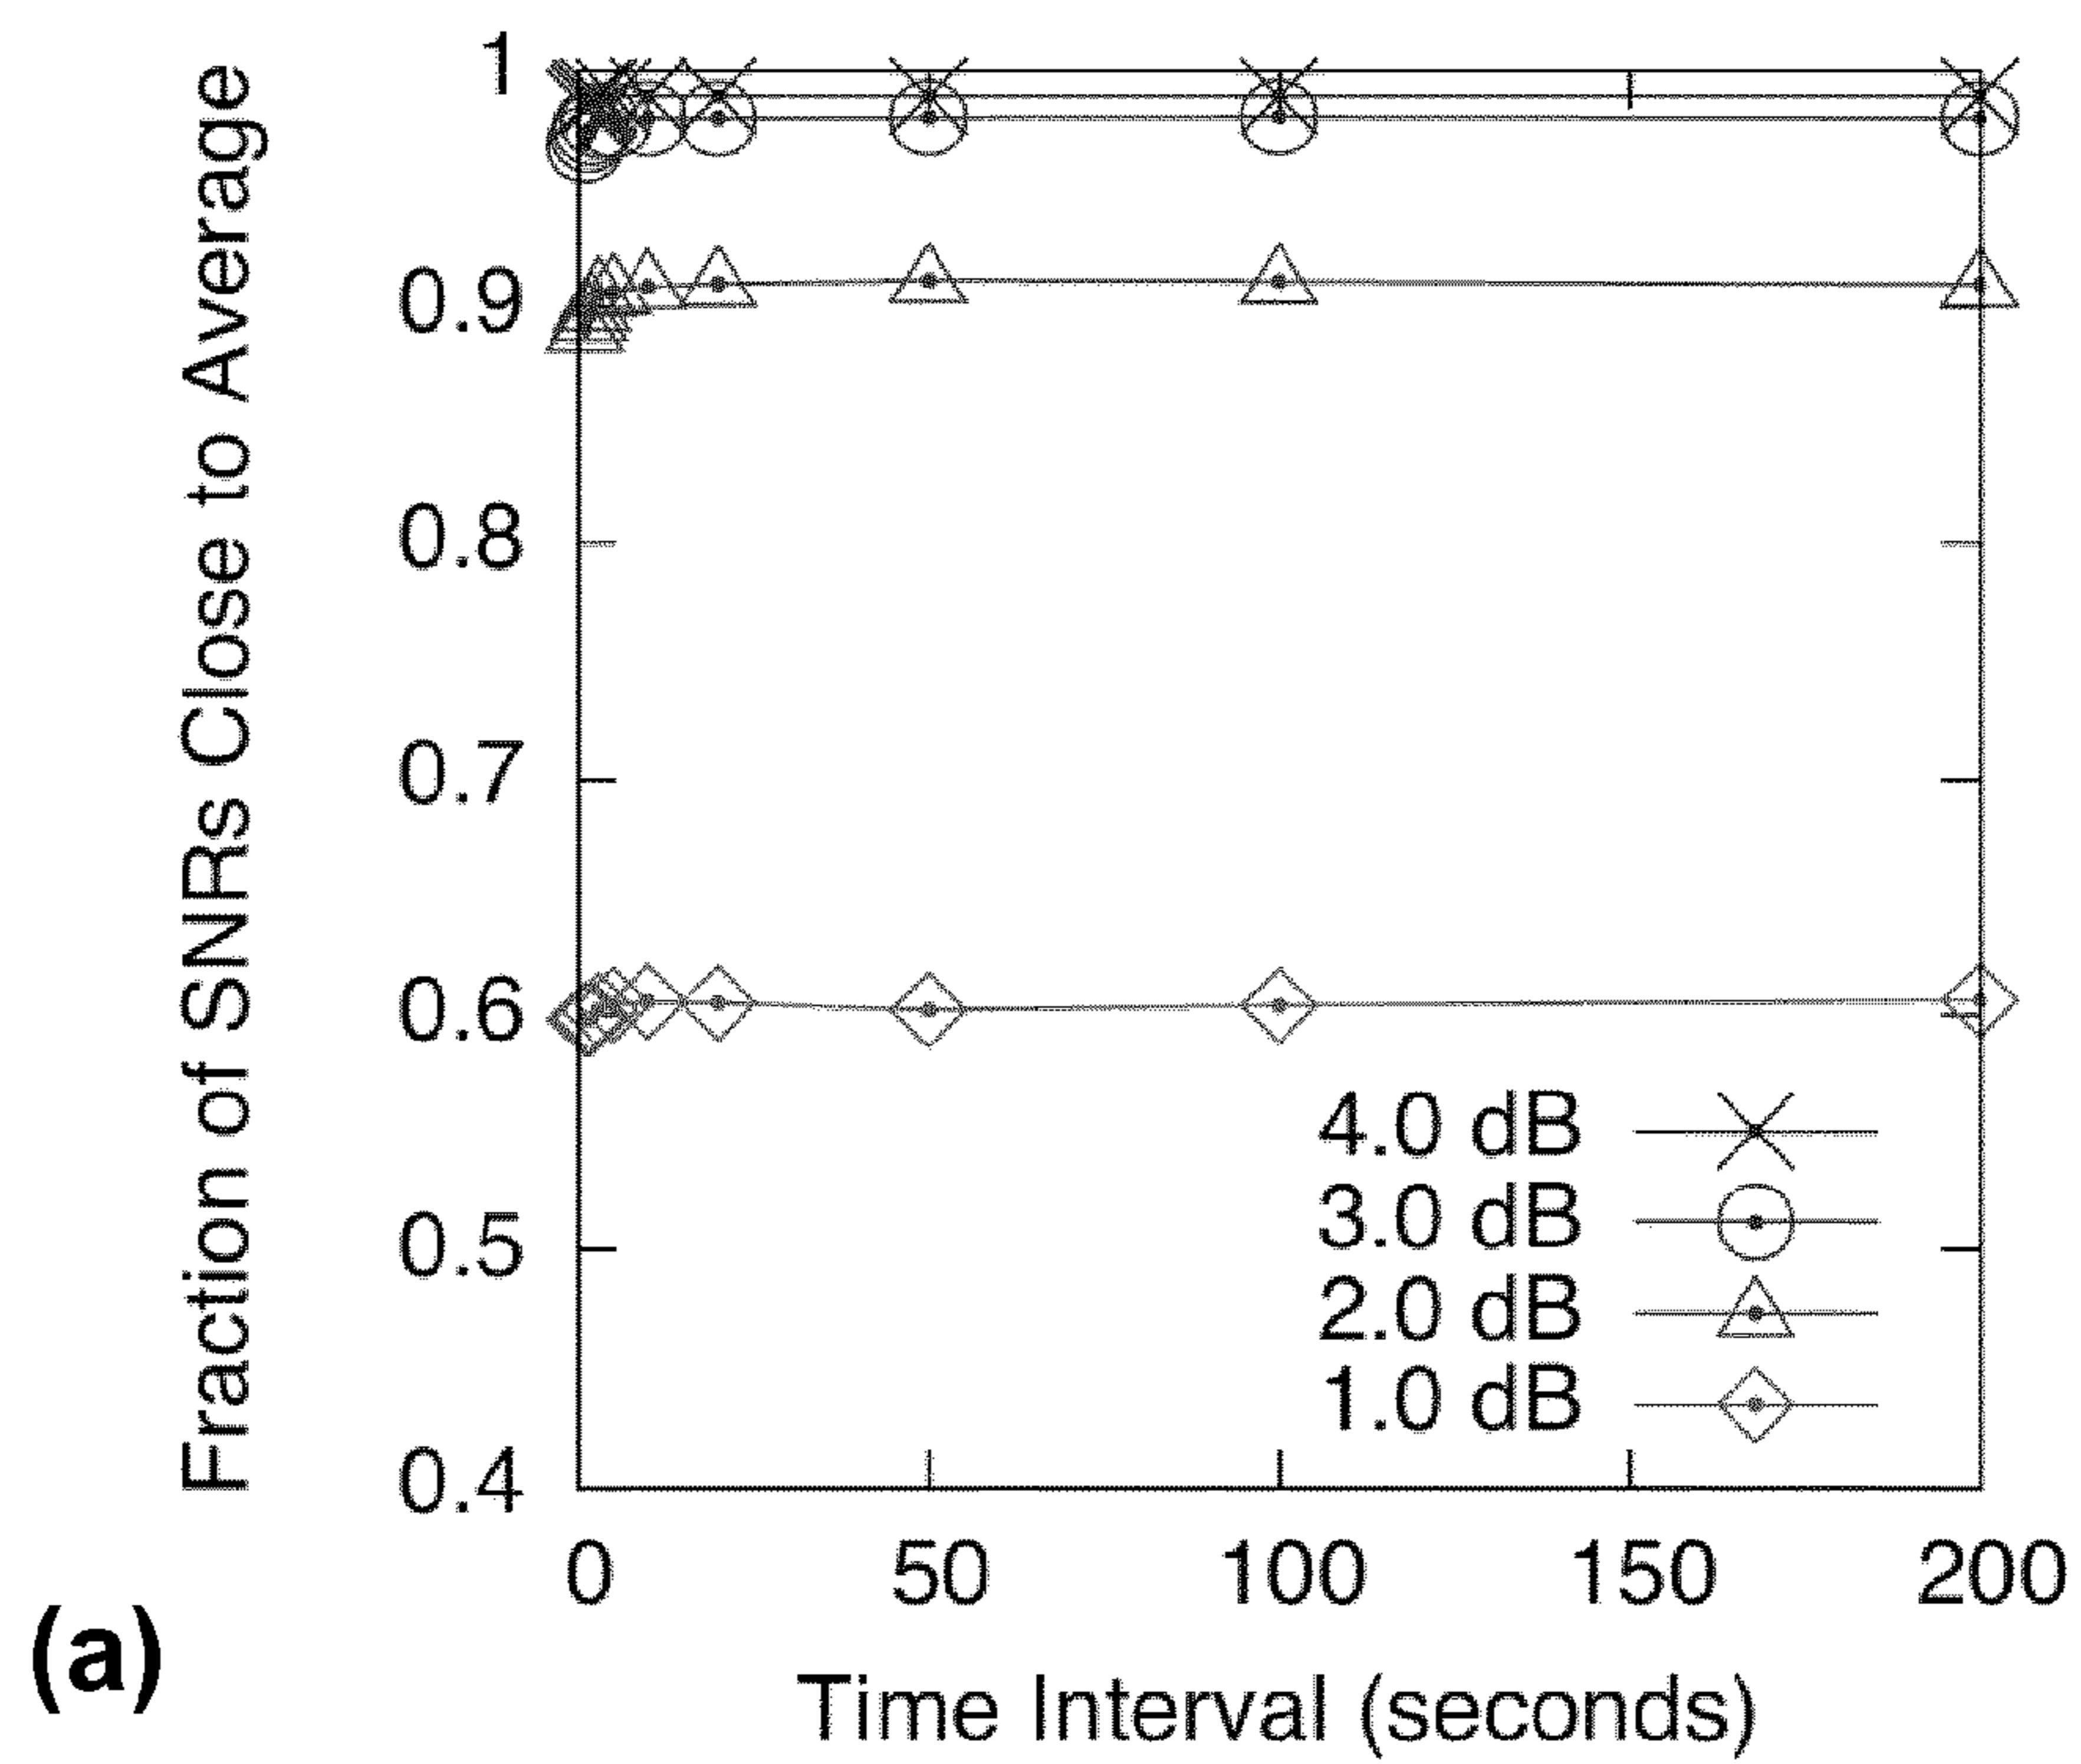 Fraction of SNRs Close to Average
1
0.9
0.8
0.7
0.6
0.5
0.4
4.0 dB
3.0 dB
2.0 dB
1.0 dB
0 50 100 150 200
Time Interval (seconds)
(a)